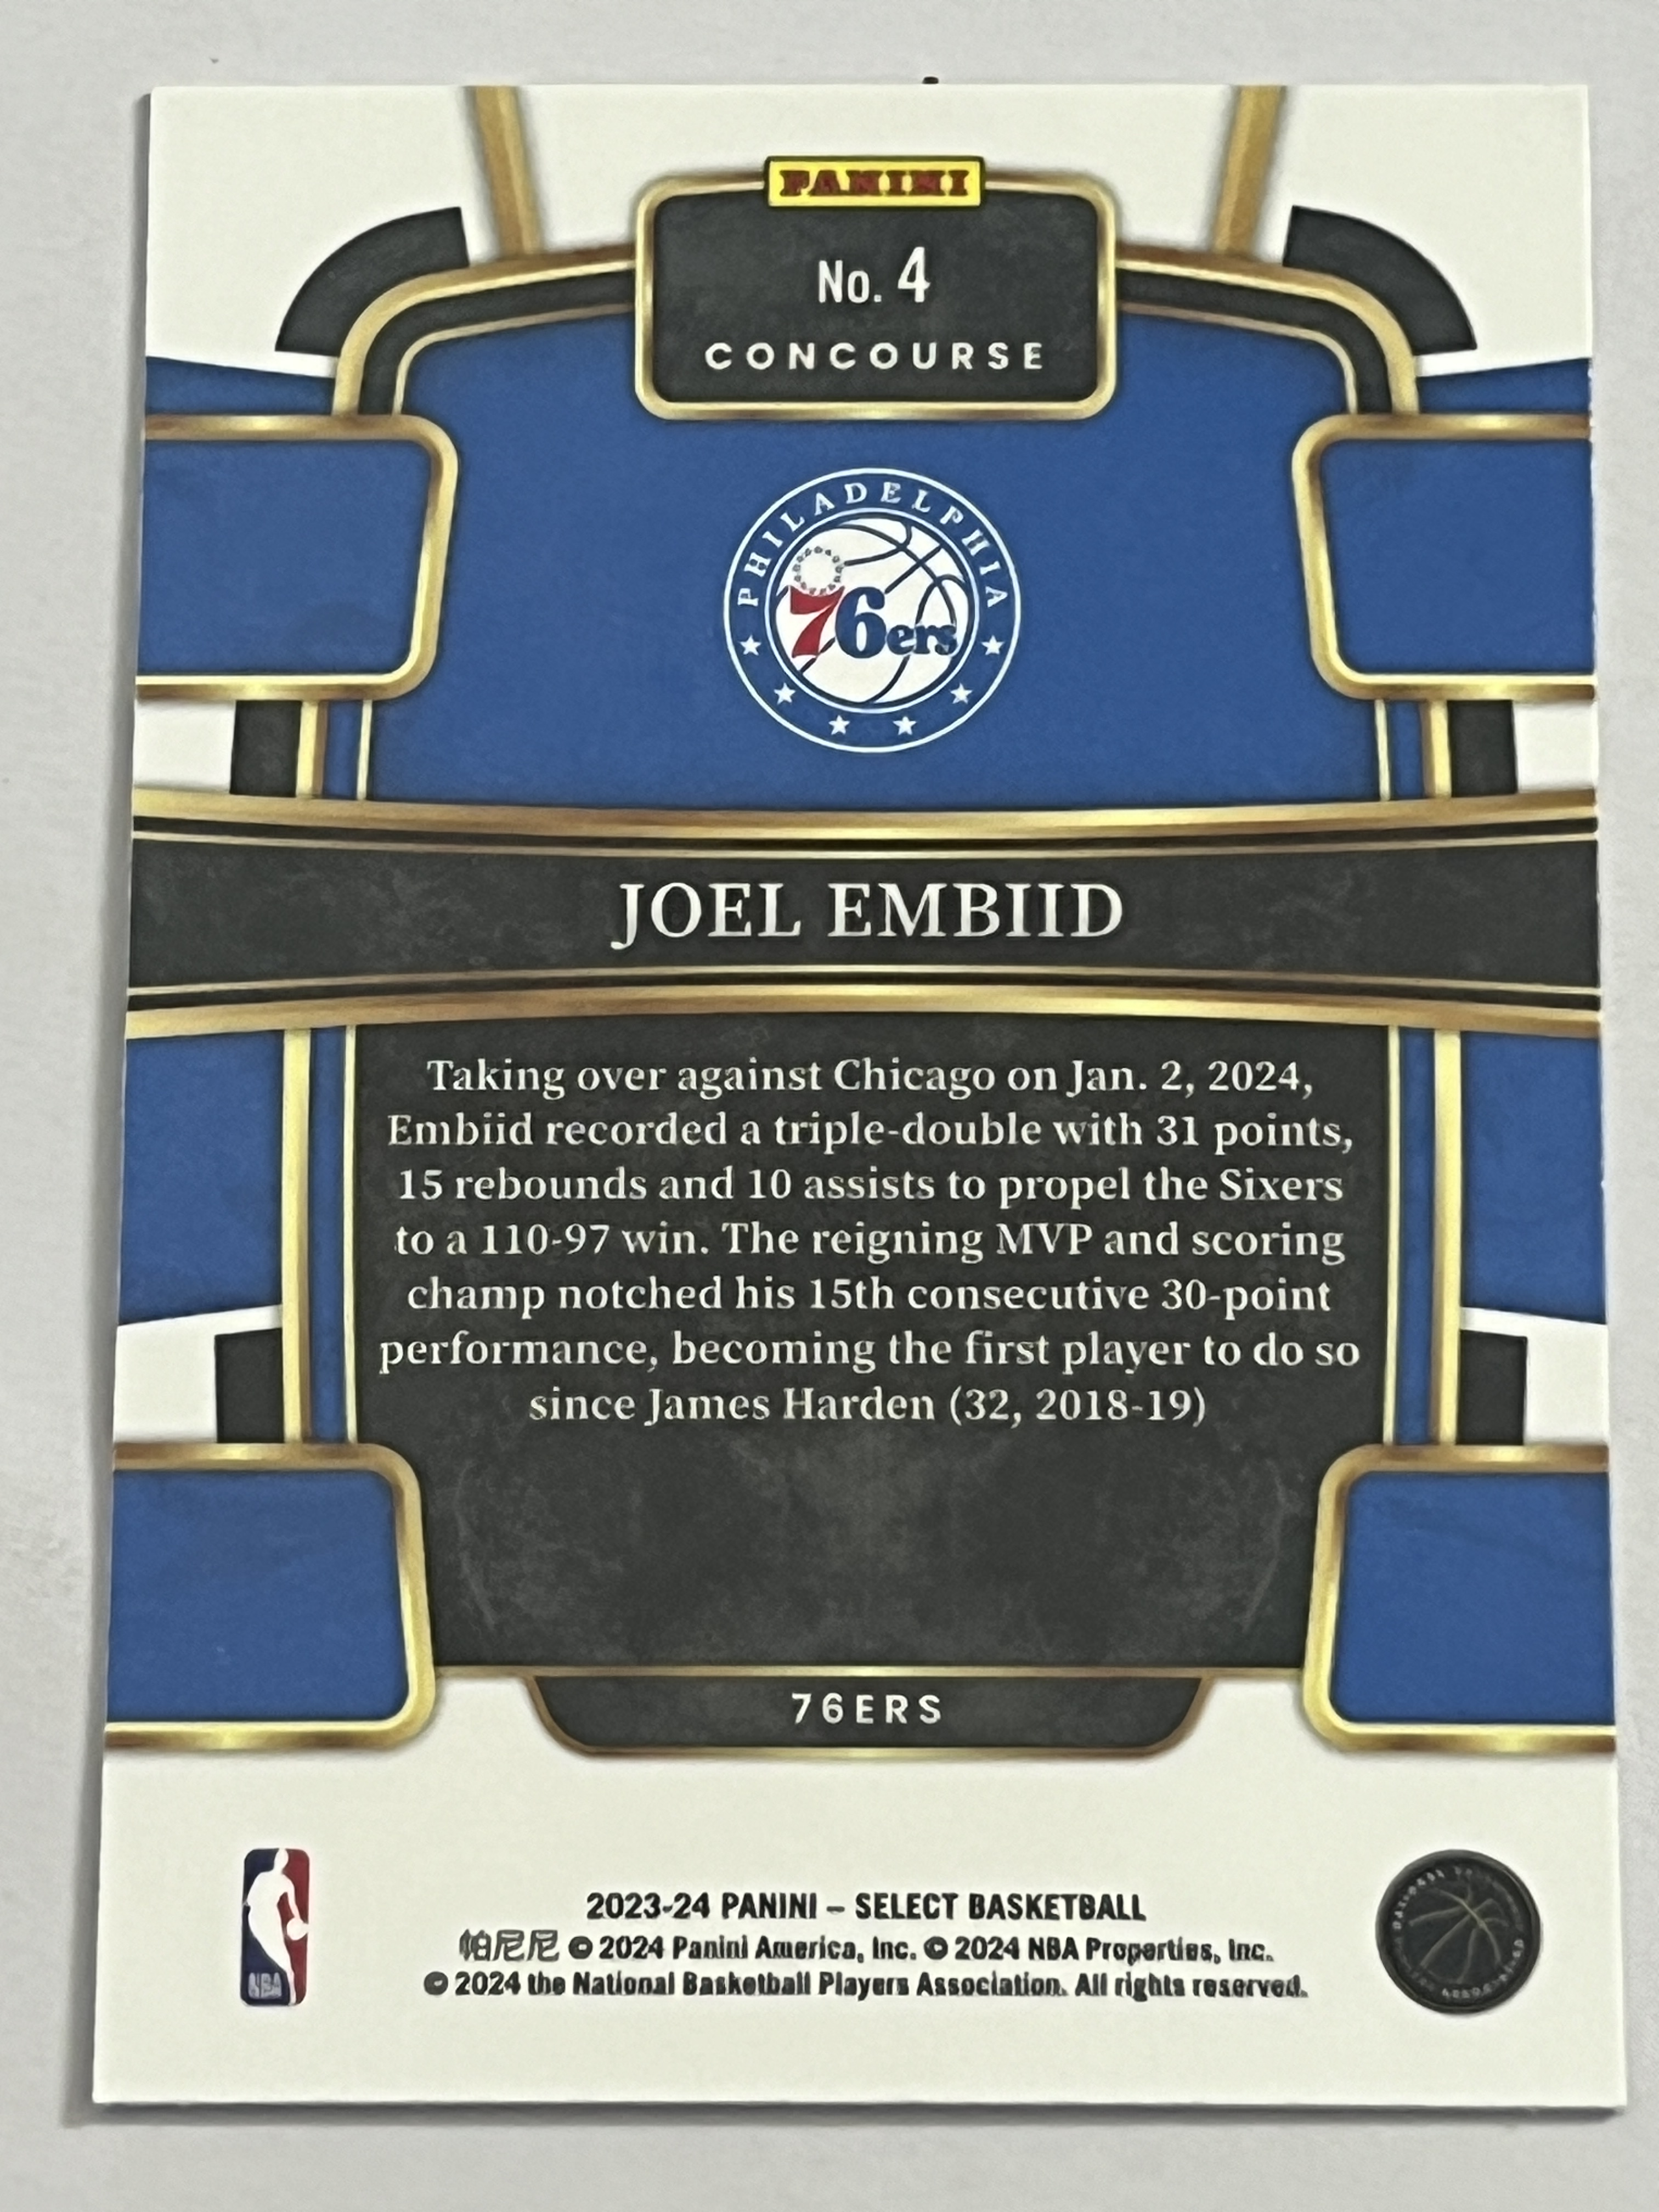 PANINI
No. 4
CONCOURSE
PHILADELPHIA
76ers
JOEL EMBIID
Taking over against Chicago on Jan. 2, 2024,
Embiid recorded a triple-double with 31 points,
15 rebounds and 10 assists to propel the Sixers
to a 110-97 win. The reigning MVP and scoring
champ notched his 15th consecutive 30-point
performance, becoming the first player to do so
since James Harden (32, 2018-19)
76ERS
NBA
2023-24 PANINI – SELECT BASKETBALL
帕尼尼 © 2024 Panini America, Inc. © 2024 NBA Properties, Inc.
© 2024 the National Basketball Players Association. All rights reserved.